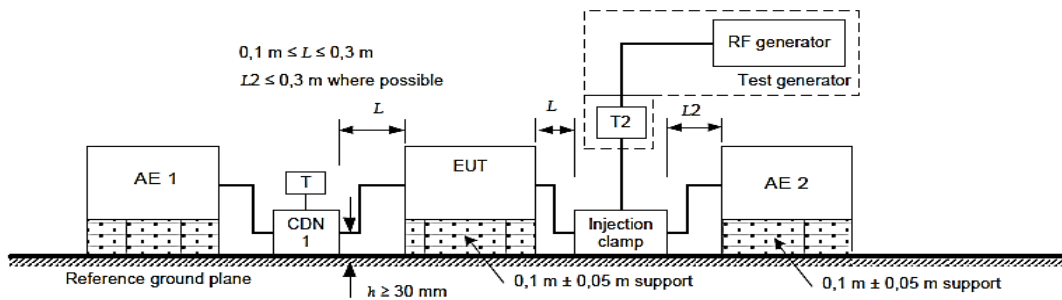 0,1 m ≤ L ≤ 0,3 m
L2 ≤ 0,3 m where possible
RF generator
Test generator
T2
L
L
L2
AE 1
T
EUT
AE 2
CDN
1
Injection
clamp
Reference ground plane
h ≥ 30 mm
0,1 m ± 0,05 m support
0,1 m ± 0,05 m support